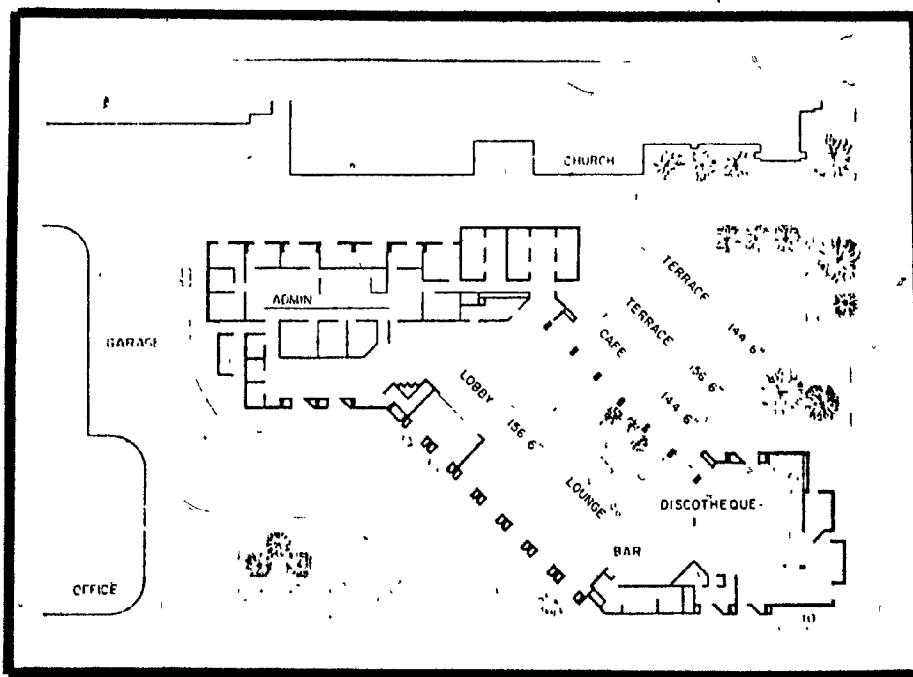 CHURCH
TERRACE
144 6"
ADMIN
TERRACE
156 6"
GARAGE
CAFE
144 6"
LOBBY
156 6"
LOUNGE
DISCOTHEQUE
BAR
OFFICE
10